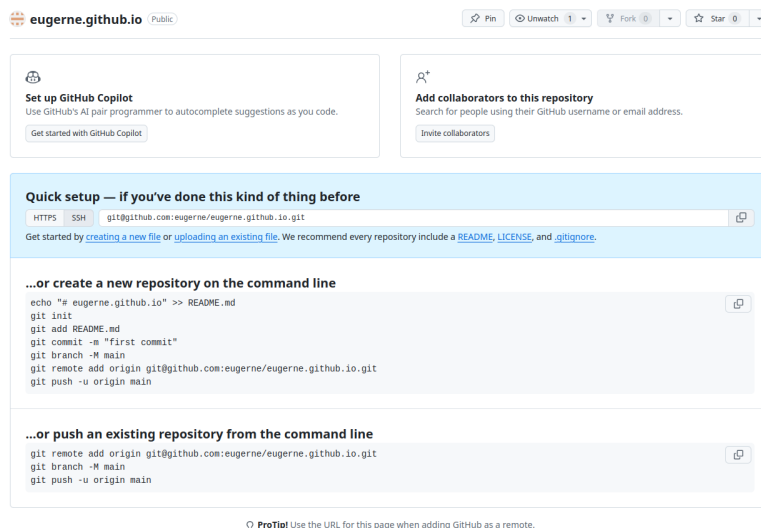 eugerne.github.io Public
Pin Unwatch 1 Fork 0 Star 0
Set up GitHub Copilot
Use GitHub's AI pair programmer to autocomplete suggestions as you code.
Get started with GitHub Copilot
Add collaborators to this repository
Search for people using their GitHub username or email address.
Invite collaborators
Quick setup — if you've done this kind of thing before
HTTPS SSH git@github.com:eugerne/eugerne.github.io.git
Get started by creating a new file or uploading an existing file. We recommend every repository include a README, LICENSE, and .gitignore.
…or create a new repository on the command line
echo "# eugerne.github.io" >> README.md
git init
git add README.md
git commit -m "first commit"
git branch -M main
git remote add origin git@github.com:eugerne/eugerne.github.io.git
git push -u origin main
…or push an existing repository from the command line
git remote add origin git@github.com:eugerne/eugerne.github.io.git
git branch -M main
git push -u origin main
ProTip! Use the URL for this page when adding GitHub as a remote.